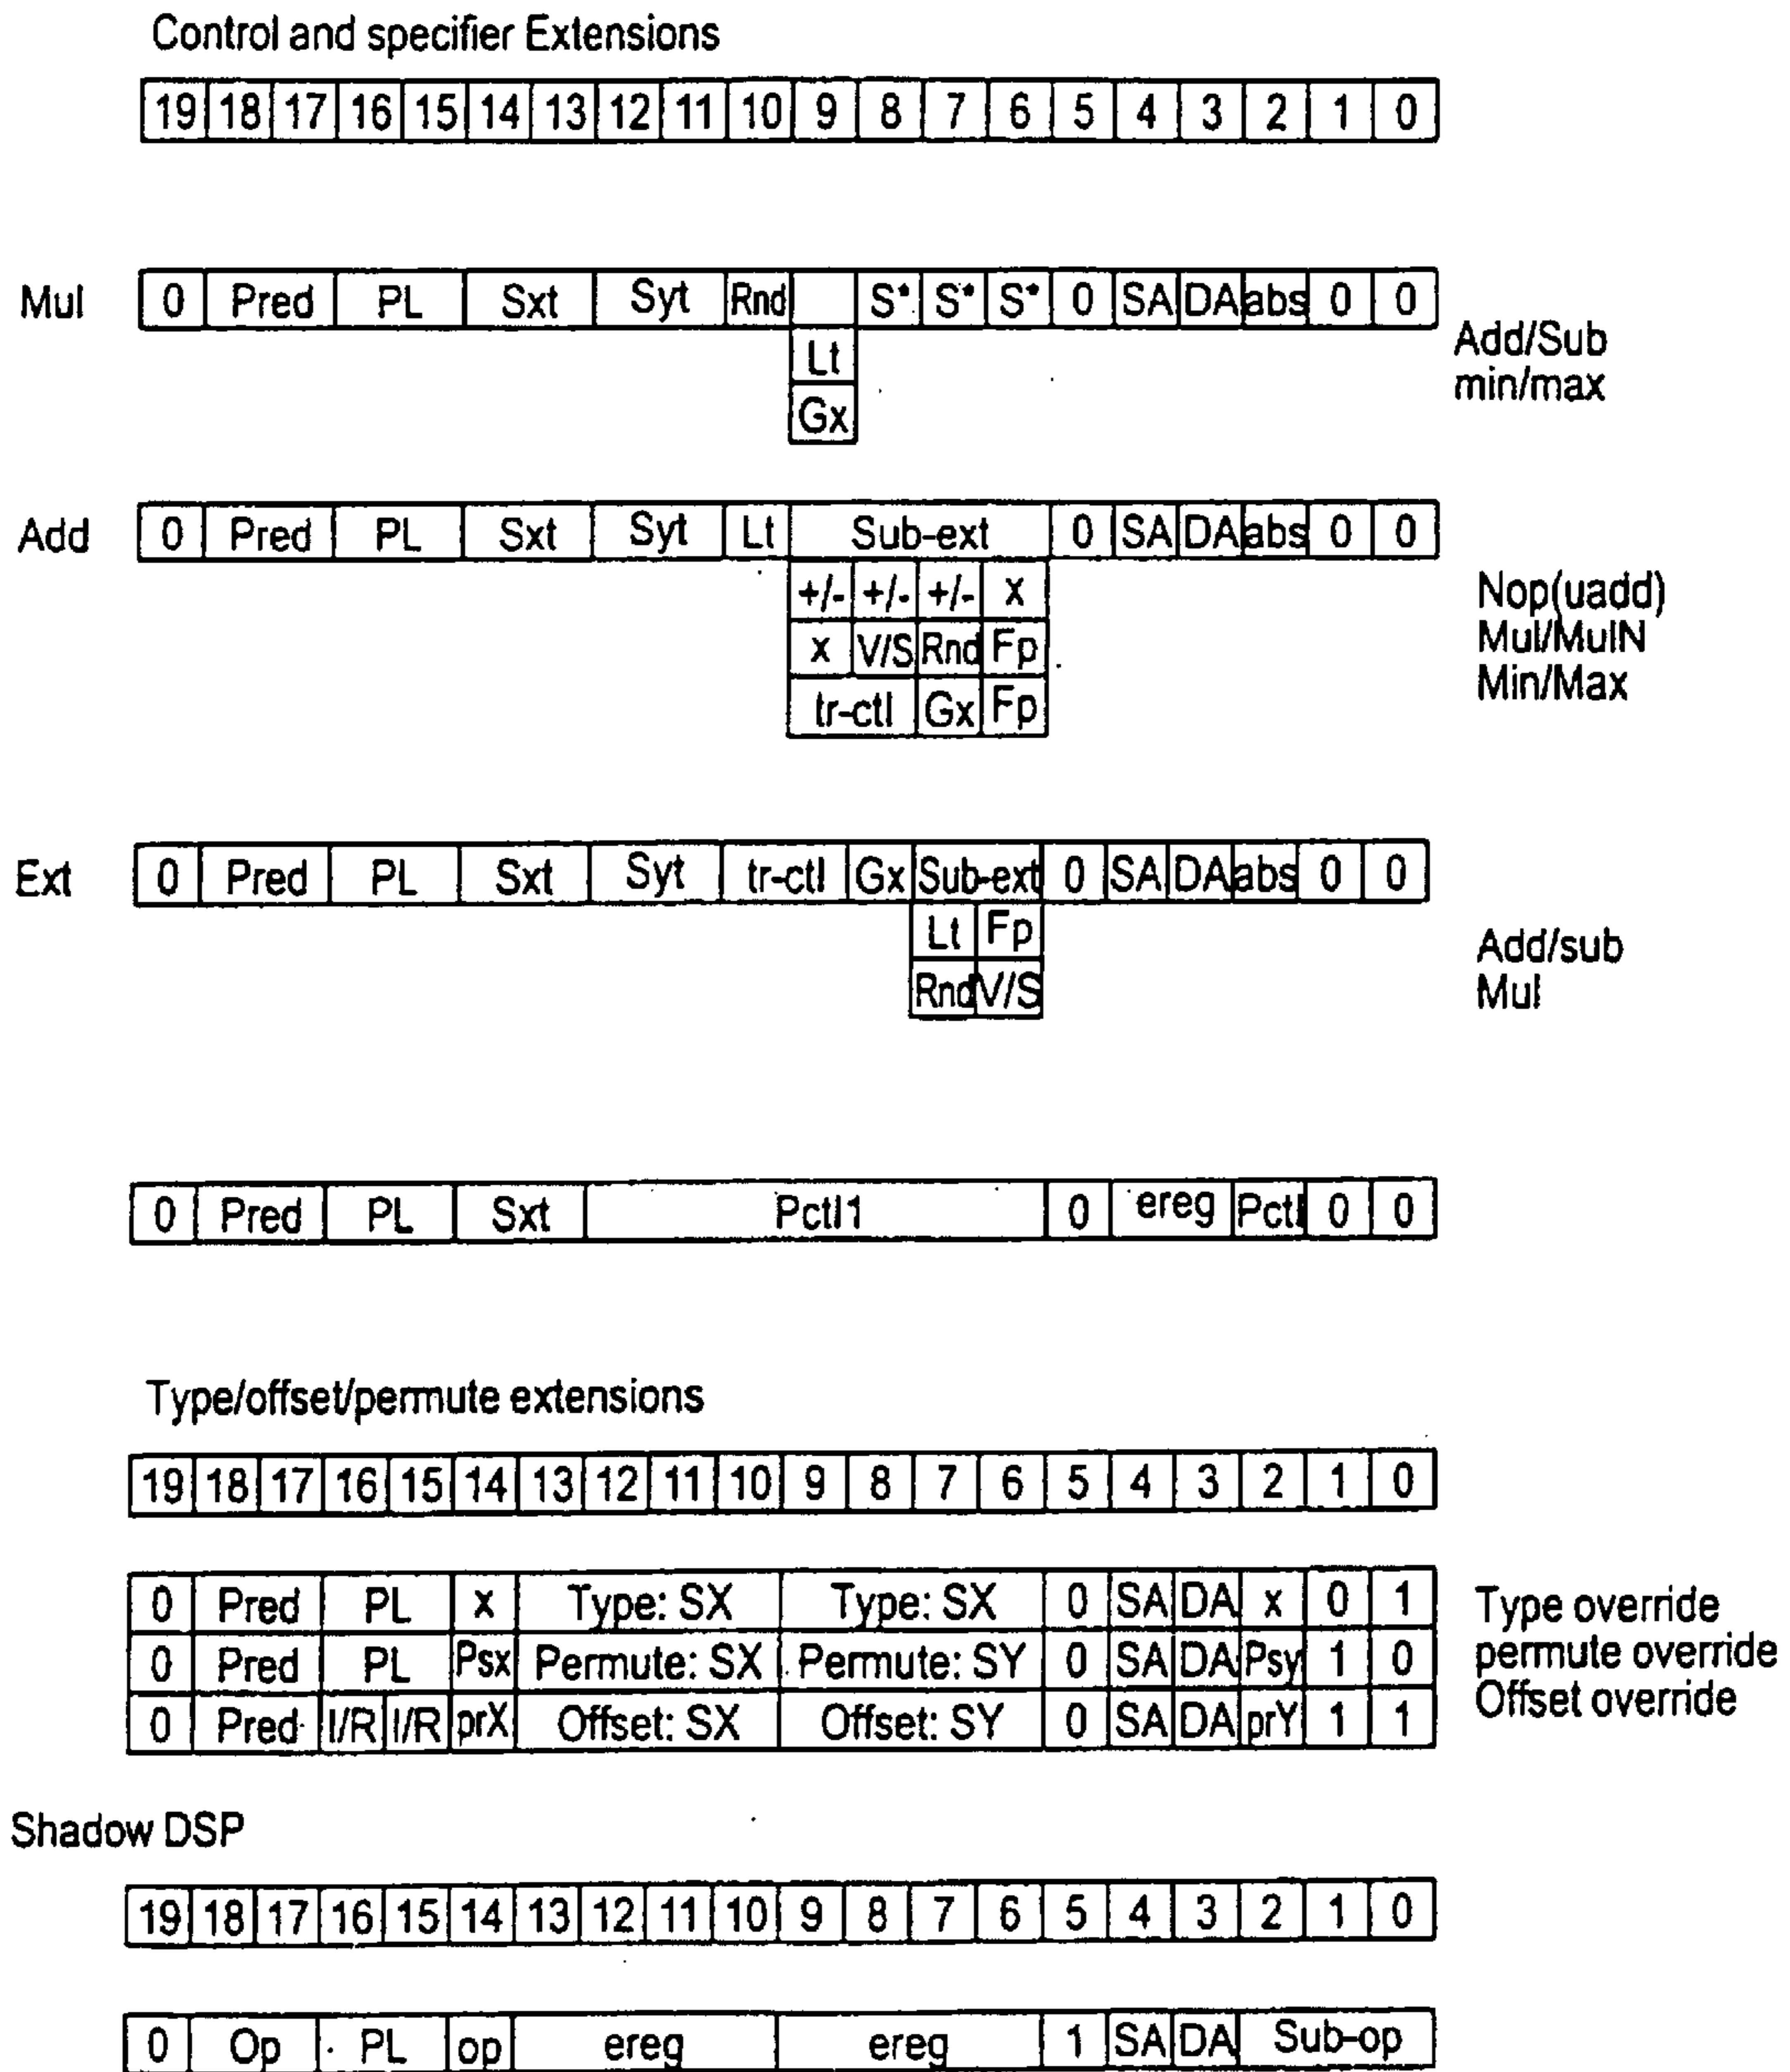 Control and specifier Extensions
19 18 17 16 15 14 13 12 11 10 9 8 7 6 5 4 3 2 1 0
Mul 0 Pred PL Sxt Syt Rnd S* S* S* 0 SA DA abs 0 0
Lt
Gx
Add/Sub
min/max
Add 0 Pred PL Sxt Syt Lt Sub-ext 0 SA DA abs 0 0
+/- +/- +/- x
x V/S Rnd Fp
tr-ctl Gx Fp
Nop(uadd)
Mul/MulN
Min/Max
Ext 0 Pred PL Sxt Syt tr-ctl Gx Sub-ext 0 SA DA abs 0 0
Lt Fp
Rnd V/S
Add/sub
Mul
0 Pred PL Sxt Pctl1 0 ereg Pctl 0 0
Type/offset/permute extensions
19 18 17 16 15 14 13 12 11 10 9 8 7 6 5 4 3 2 1 0
0 Pred PL x Type: SX Type: SX 0 SA DA x 0 1 Type override
0 Pred PL Psx Permute: SX Permute: SY 0 SA DA Psy 1 0 permute override
0 Pred I/R I/R prX Offset: SX Offset: SY 0 SA DA prY 1 1 Offset override
Shadow DSP
19 18 17 16 15 14 13 12 11 10 9 8 7 6 5 4 3 2 1 0
0 Op PL op ereg ereg 1 SA DA Sub-op